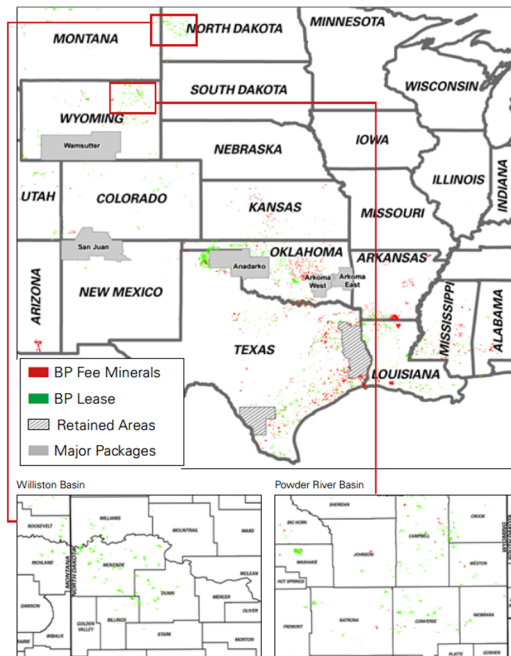 MONTANA
NORTH DAKOTA
MINNESOTA
SOUTH DAKOTA
WISCONSIN
WYOMING
Wamsutter
IOWA
NEBRASKA
ILLINOIS
INDIANA
UTAH
COLORADO
KANSAS
MISSOURI
San Juan
OKLAHOMA
ARKANSAS
Anadarko
Arkoma
West
Arkoma
East
ARIZONA
NEW MEXICO
MISSISSIPPI
ALABAMA
TEXAS
LOUISIANA
BP Fee Minerals
BP Lease
Retained Areas
Major Packages
Williston Basin
ROOSEVELT
WILLIAMS
MOUNTRAIL
WARD
RICHLAND
MONTANA
NORTH DAKOTA
MCKENZIE
MCLEAN
DUNN
MERCER
OLIVER
DAWSON
GOLDEN
VALLEY
BILLINGS
WIBAUX
STARK
MORTON
Powder River Basin
SHERIDAN
BIG HORN
CROOK
CAMPBELL
WYOMING
WASHAKIE
JOHNSON
WESTON
HOT SPRINGS
FREMONT
NATRONA
CONVERSE
NIOBRARA
PLATTE
GOSHEN